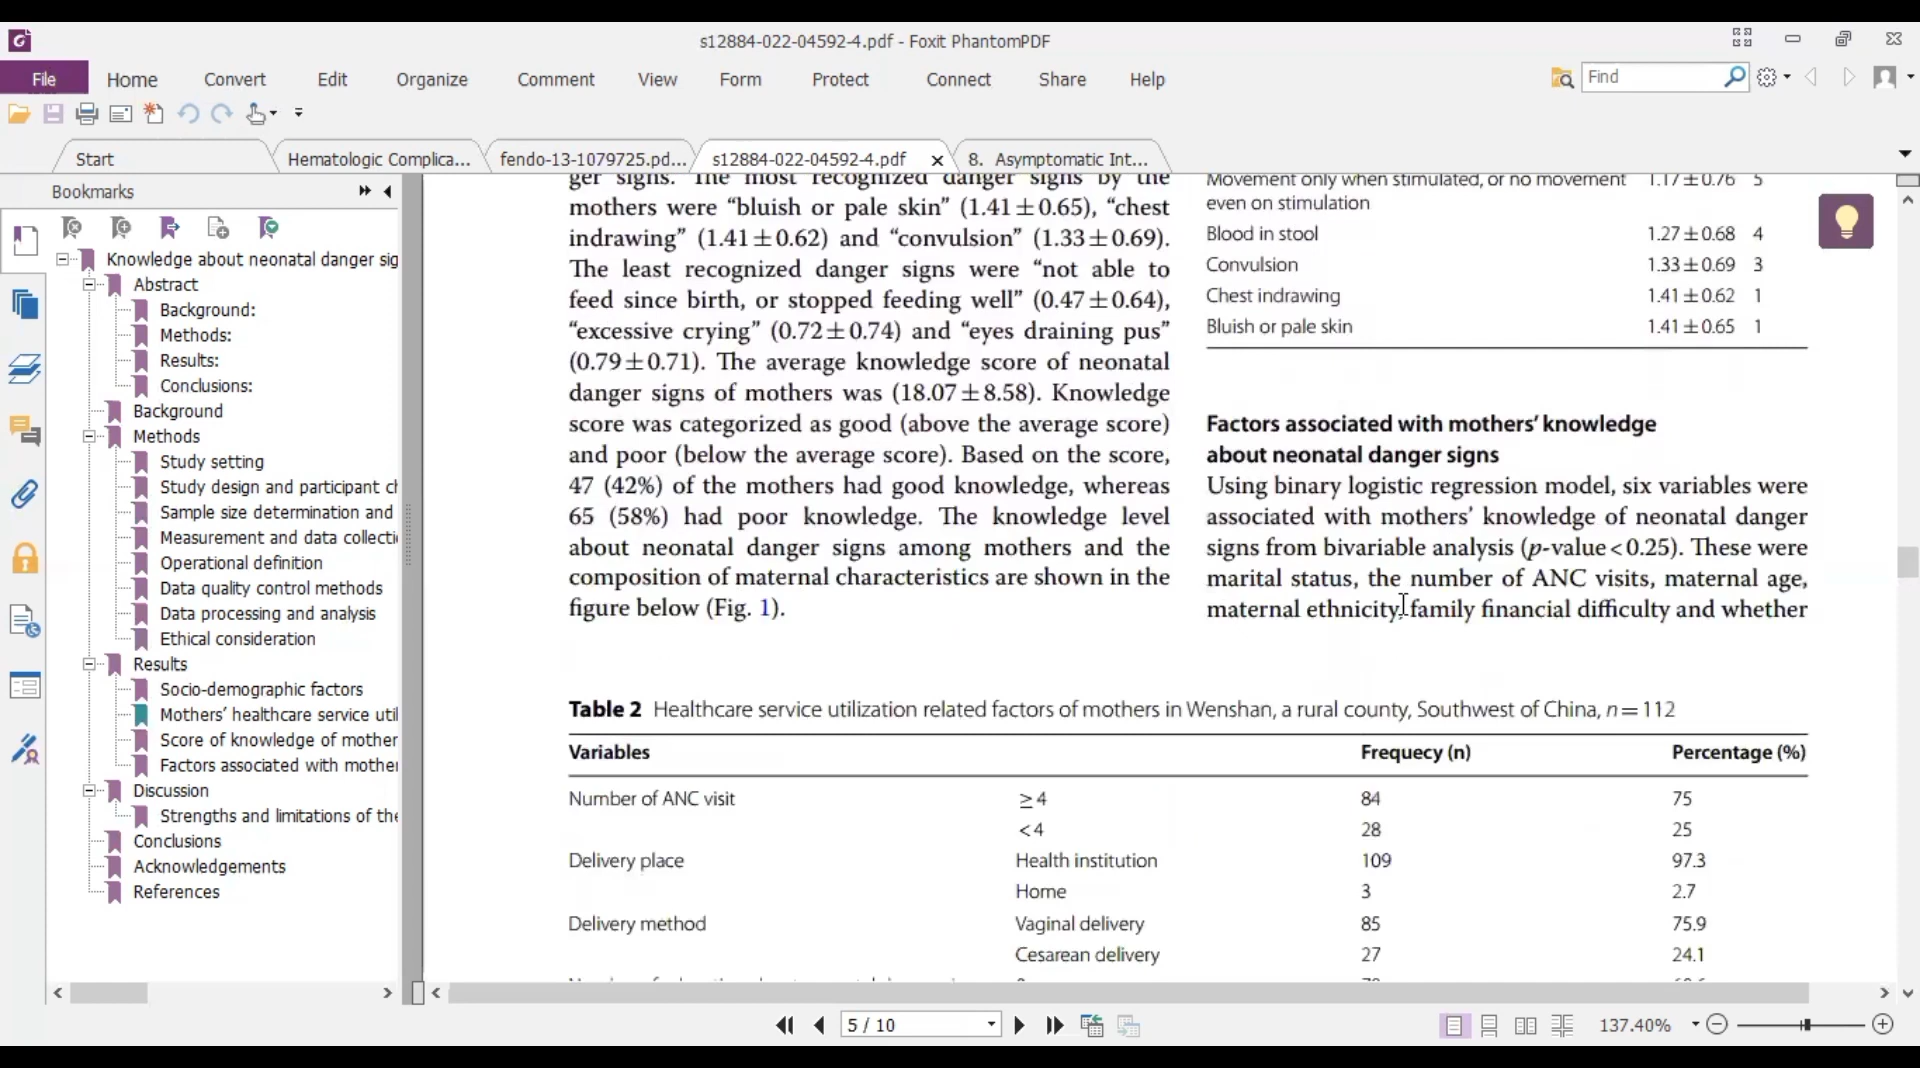 s12884-022-04592-4.pdf - Foxit PhantomPDF
File
Home
Convert
Edit
Organize
Comment
View
Form
Protect
Connect
Share
Help
Find
Start
Hematologic Complica...
fendo-13-1079725.pd...
s12884-022-04592-4.pdf
8. Asymptomatic Int...
Bookmarks
Knowledge about neonatal danger sig
Abstract
Background:
Methods:
Results:
Conclusions:
Background
Methods
Study setting
Study design and participant ch
Sample size determination and
Measurement and data collecti
Operational definition
Data quality control methods
Data processing and analysis
Ethical consideration
Results
Socio-demographic factors
Mothers' healthcare service util
Score of knowledge of mother
Factors associated with mother
Discussion
Strengths and limitations of the
Conclusions
Acknowledgements
References
ger signs. The most recognized danger signs by the
mothers were “bluish or pale skin” (1.41 ± 0.65), “chest
indrawing” (1.41 ± 0.62) and “convulsion” (1.33 ± 0.69).
The least recognized danger signs were “not able to
feed since birth, or stopped feeding well” (0.47 ± 0.64),
“excessive crying” (0.72 ± 0.74) and “eyes draining pus”
(0.79 ± 0.71). The average knowledge score of neonatal
danger signs of mothers was (18.07 ± 8.58). Knowledge
score was categorized as good (above the average score)
and poor (below the average score). Based on the score,
47 (42%) of the mothers had good knowledge, whereas
65 (58%) had poor knowledge. The knowledge level
about neonatal danger signs among mothers and the
composition of maternal characteristics are shown in the
figure below (Fig. 1).
Movement only when stimulated, or no movement 1.17 ± 0.76 5
even on stimulation
Blood in stool 1.27 ± 0.68 4
Convulsion 1.33 ± 0.69 3
Chest indrawing 1.41 ± 0.62 1
Bluish or pale skin 1.41 ± 0.65 1
Factors associated with mothers’ knowledge
about neonatal danger signs
Using binary logistic regression model, six variables were
associated with mothers’ knowledge of neonatal danger
signs from bivariable analysis (p-value < 0.25). These were
marital status, the number of ANC visits, maternal age,
maternal ethnicity, family financial difficulty and whether
Table 2 Healthcare service utilization related factors of mothers in Wenshan, a rural county, Southwest of China, n = 112
Variables Frequecy (n) Percentage (%)
Number of ANC visit ≥ 4 84 75
< 4 28 25
Delivery place Health institution 109 97.3
Home 3 2.7
Delivery method Vaginal delivery 85 75.9
Cesarean delivery 27 24.1
5 / 10
137.40%